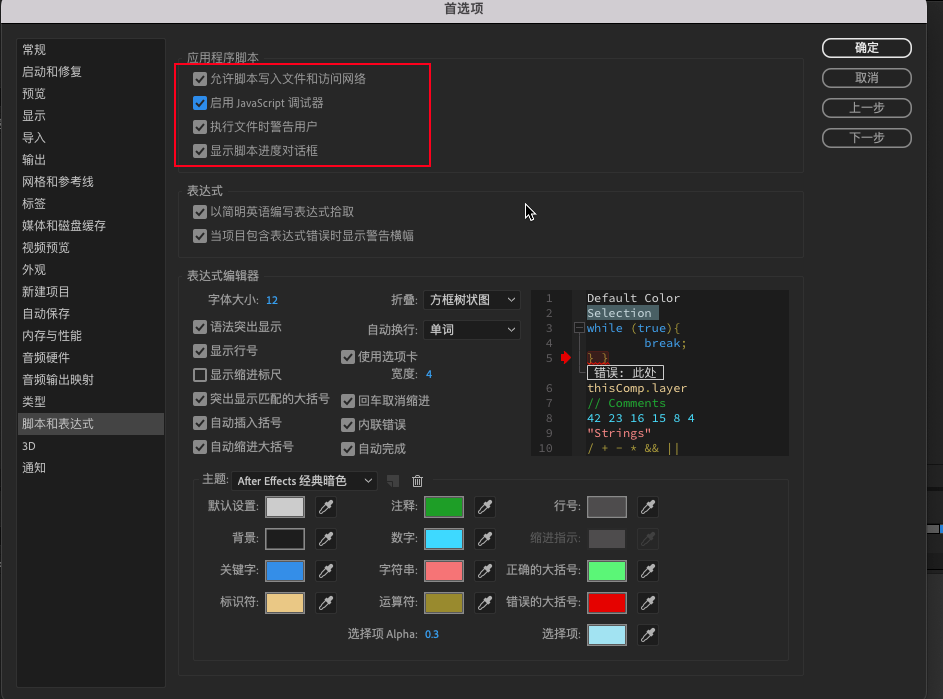 首选项
常规
启动和修复
预览
显示
导入
输出
网格和参考线
标签
媒体和磁盘缓存
视频预览
外观
新建项目
自动保存
内存与性能
音频硬件
音频输出映射
类型
脚本和表达式
3D
通知
应用程序脚本
允许脚本写入文件和访问网络
启用 JavaScript 调试器
执行文件时警告用户
显示脚本进度对话框
表达式
以简明英语编写表达式拾取
当项目包含表达式错误时显示警告横幅
表达式编辑器
字体大小: 12
折叠: 方框树状图
语法突出显示
自动换行: 单词
显示行号
使用选项卡
显示缩进标尺
宽度: 4
突出显示匹配的大括号
回车取消缩进
自动插入括号
内联错误
自动缩进大括号
自动完成
1 Default Color
2 Selection
3 while (true){
4 break;
5 } }
错误: 此处
6 thisComp.layer
7 // Comments
8 42 23 16 15 8 4
9 "Strings"
10 / + - * && ||
主题: After Effects 经典暗色
默认设置: 注释: 行号:
背景: 数字: 缩进指示:
关键字: 字符串: 正确的大括号:
标识符: 运算符: 错误的大括号:
选择项 Alpha: 0.3 选择项:
确定
取消
上一步
下一步